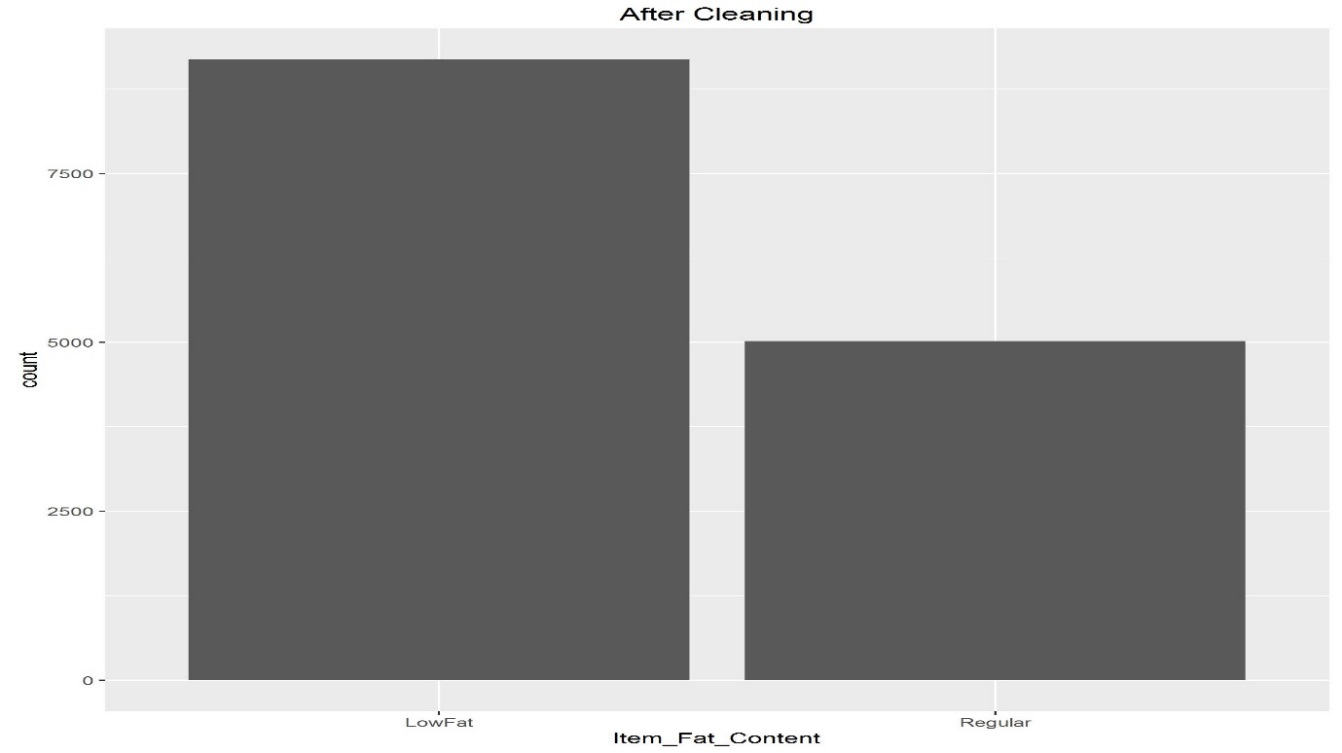 After Cleaning
count
7500
5000
2500
0
LowFat
Regular
Item_Fat_Content